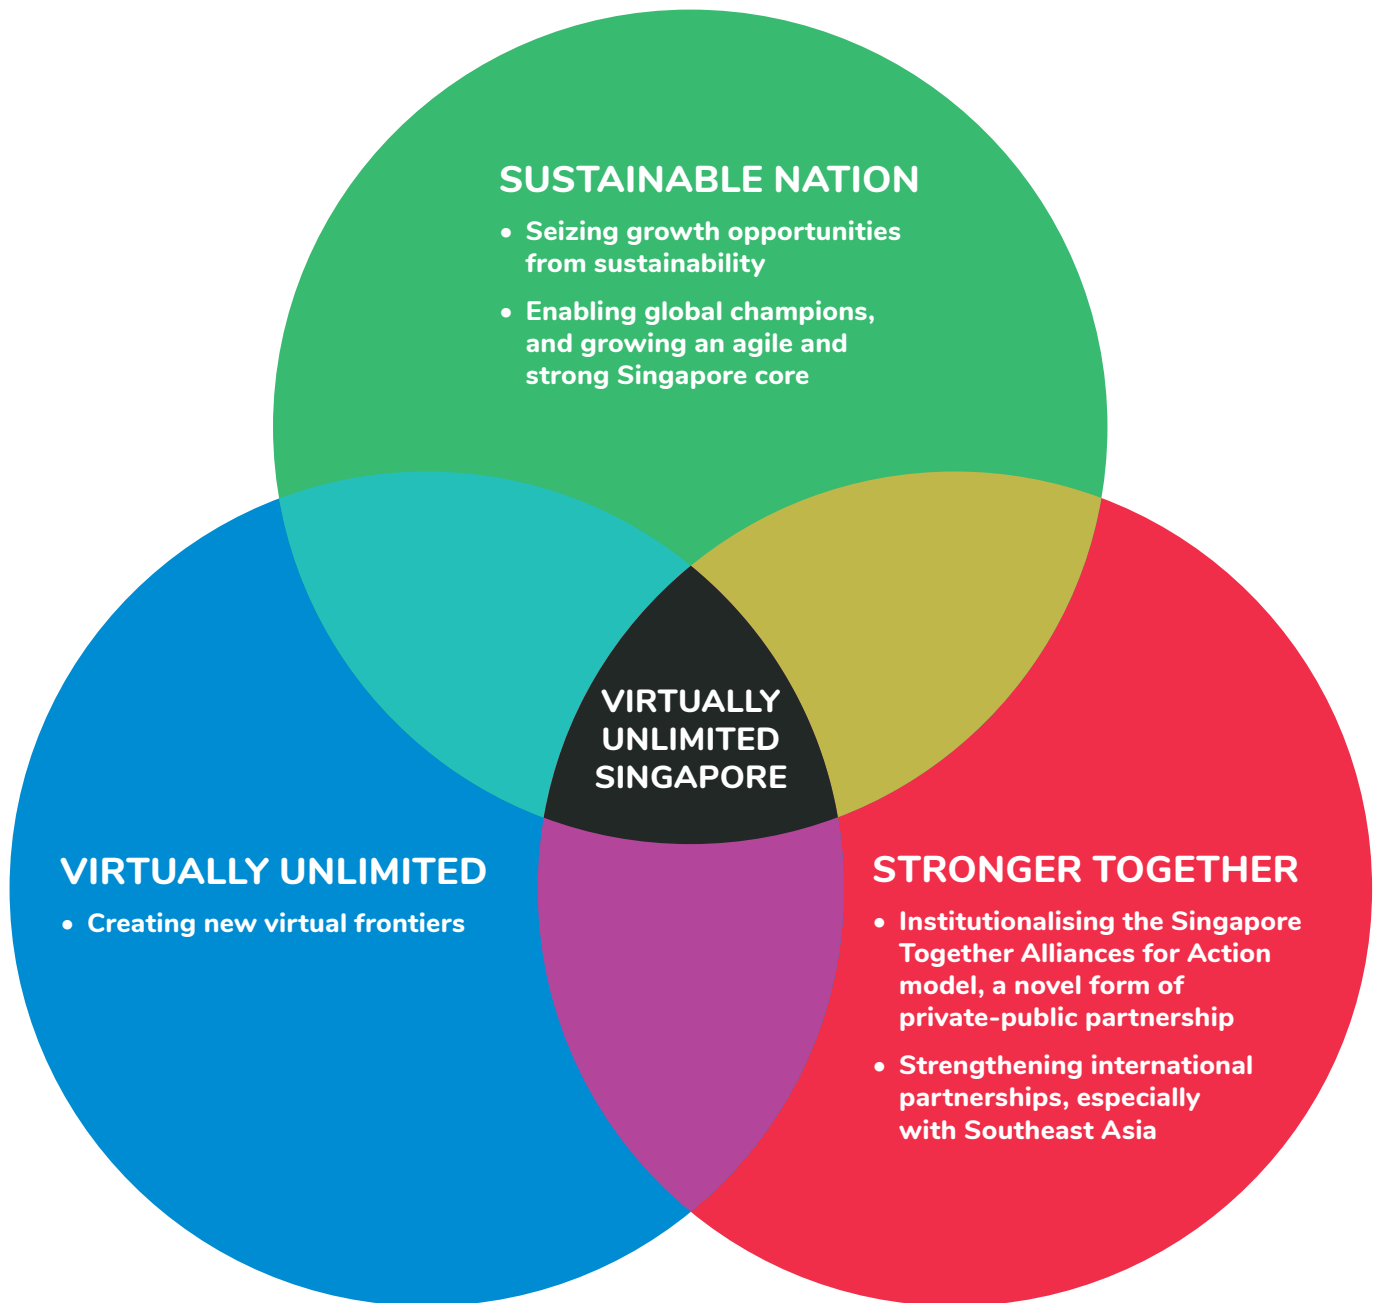 SUSTAINABLE NATION
• Seizing growth opportunities
from sustainability
• Enabling global champions,
and growing an agile and
strong Singapore core
VIRTUALLY
UNLIMITED
SINGAPORE
VIRTUALLY UNLIMITED
• Creating new virtual frontiers
STRONGER TOGETHER
• Institutionalising the Singapore
Together Alliances for Action
model, a novel form of
private-public partnership
• Strengthening international
partnerships, especially
with Southeast Asia